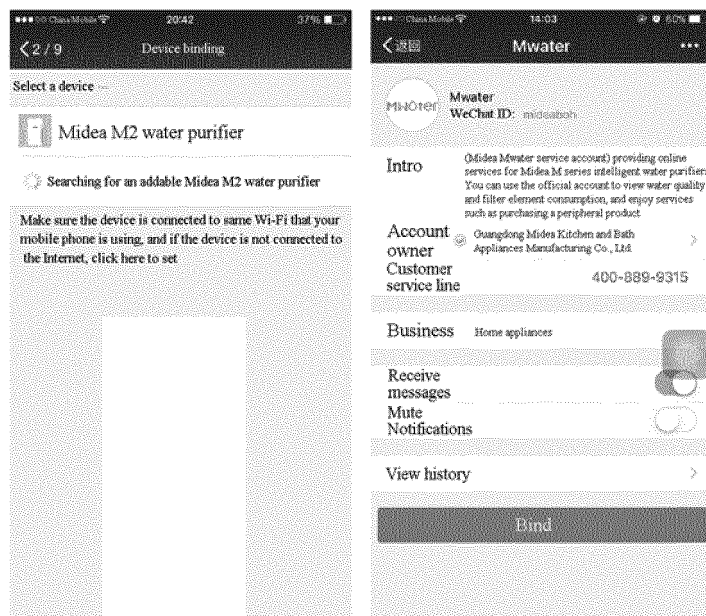 China Mobile 20:42 37%
2/9 Device binding
Select a device
Midea M2 water purifier
Searching for an addable Midea M2 water purifier
Make sure the device is connected to same Wi-Fi that your
mobile phone is using, and if the device is not connected to
the Internet, click here to set
China Mobile 14:03 60%
返回 Mwater
Mwater
Mwater
WeChat ID:
Intro
(Midea Mwater service account) providing online
services for Midea M series intelligent water purifier.
You can use the official account to view water quality
and filter element consumption, and enjoy services
such as purchasing a peripheral product
Account
owner
Guangdong Midea Kitchen and Bath
Appliances Manufacturing Co., Ltd
Customer
service line
400-889-9315
Business Home appliances
Receive
messages
Mute
Notifications
View history
Bind